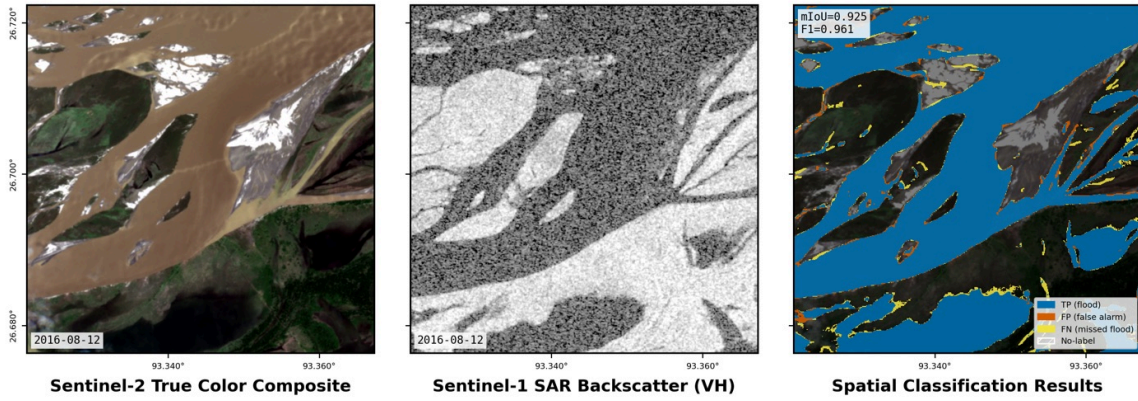 26.720°
26.700°
26.680°
2016-08-12
93.340°
93.360°
Sentinel-2 True Color Composite
2016-08-12
93.340°
93.360°
Sentinel-1 SAR Backscatter (VH)
mIoU=0.925
F1=0.961
TP (flood)
FP (false alarm)
FN (missed flood)
No-label
93.340°
93.360°
Spatial Classification Results